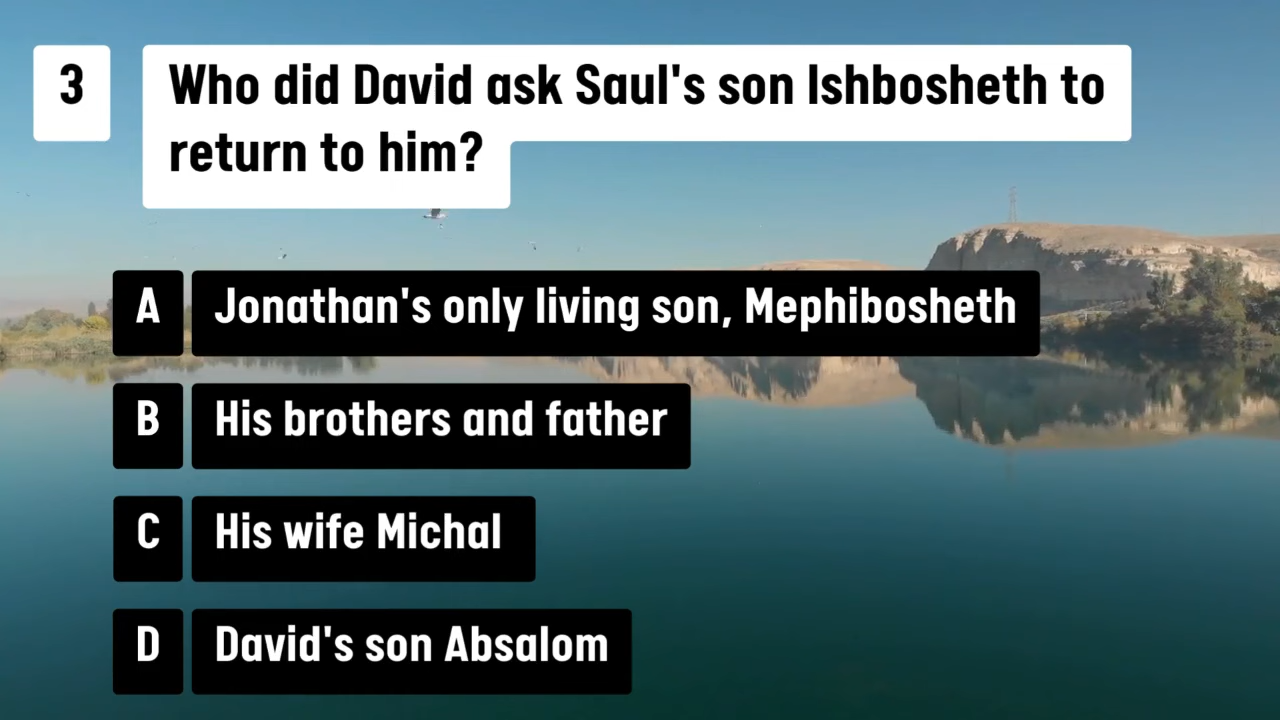 3
Who did David ask Saul's son Ishbosheth to
return to him?
A
Jonathan's only living son, Mephibosheth
B
His brothers and father
C
His wife Michal
D
David's son Absalom